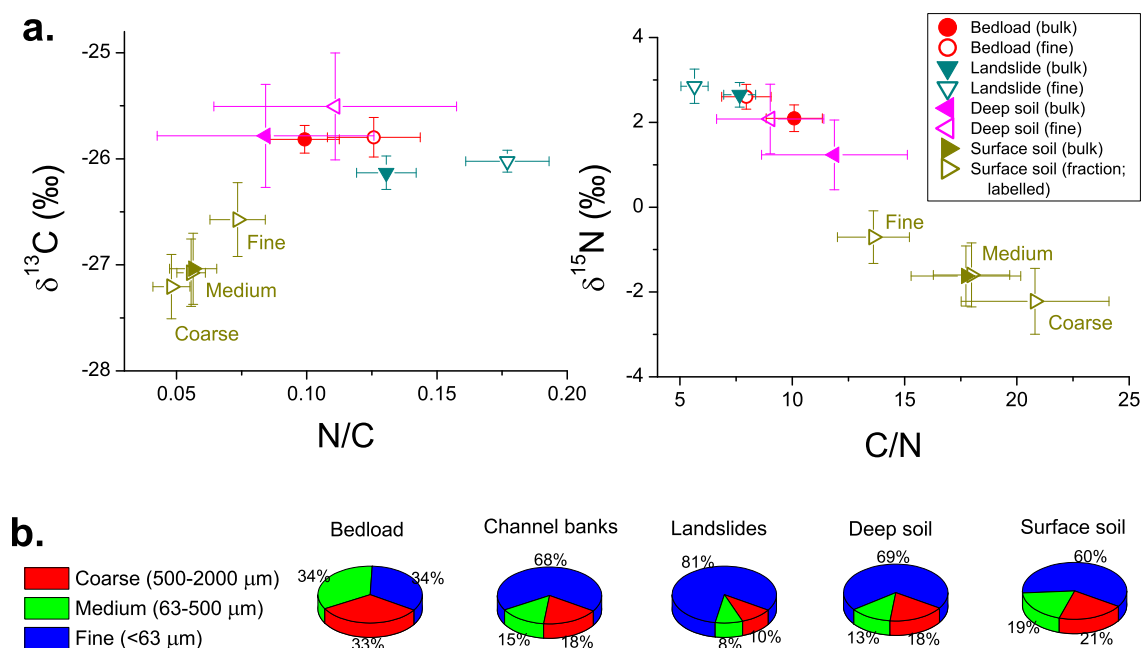 a.
-25
-26
-27
-28
δ13C (‰)
0.05
0.10
0.15
0.20
N/C
Fine
Medium
Coarse
4
2
0
-2
-4
δ15N (‰)
5
10
15
20
25
C/N
Fine
Medium
Coarse
Bedload (bulk)
Bedload (fine)
Landslide (bulk)
Landslide (fine)
Deep soil (bulk)
Deep soil (fine)
Surface soil (bulk)
Surface soil (fraction;
labelled)
b.
Coarse (500-2000 μm)
Medium (63-500 μm)
Fine (<63 μm)
Bedload
34%
34%
33%
Channel banks
68%
15%
18%
Landslides
81%
8%
10%
Deep soil
69%
13%
18%
Surface soil
60%
19%
21%